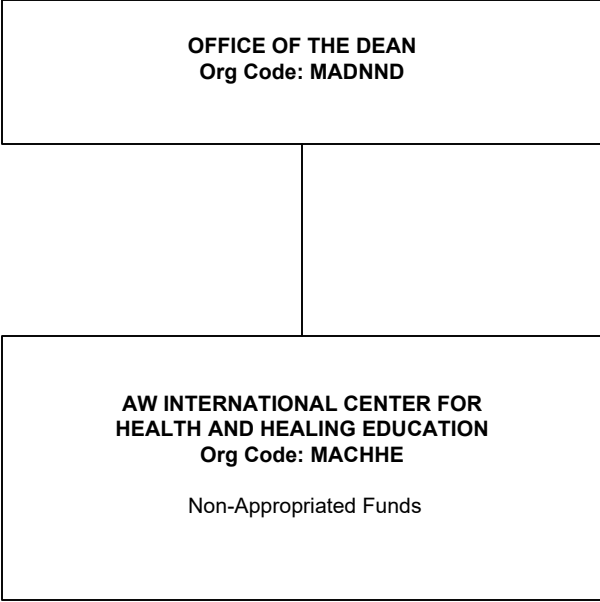 OFFICE OF THE DEAN
Org Code: MADNND
AW INTERNATIONAL CENTER FOR
HEALTH AND HEALING EDUCATION
Org Code: MACHHE
Non-Appropriated Funds